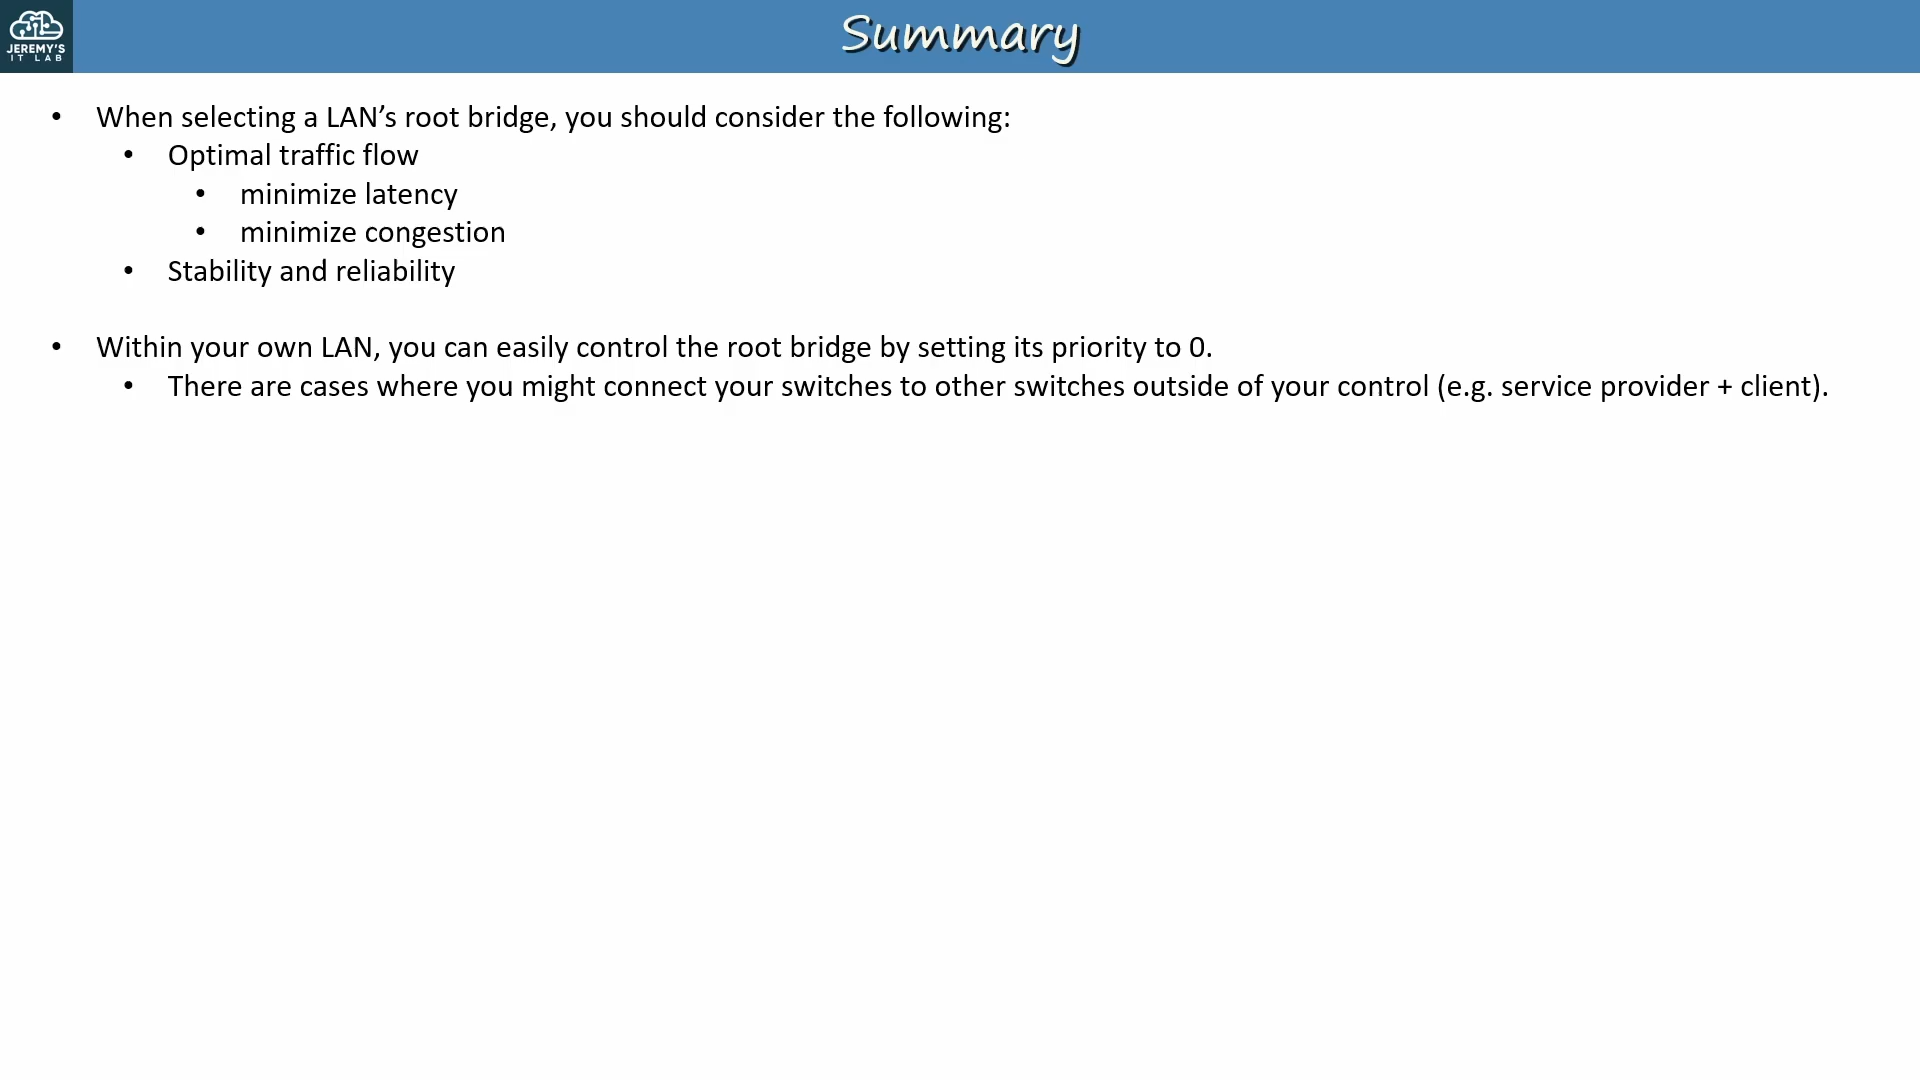 JEREMY'S
IT LAB
Summary
• When selecting a LAN’s root bridge, you should consider the following:
• Optimal traffic flow
• minimize latency
• minimize congestion
• Stability and reliability
• Within your own LAN, you can easily control the root bridge by setting its priority to 0.
• There are cases where you might connect your switches to other switches outside of your control (e.g. service provider + client).